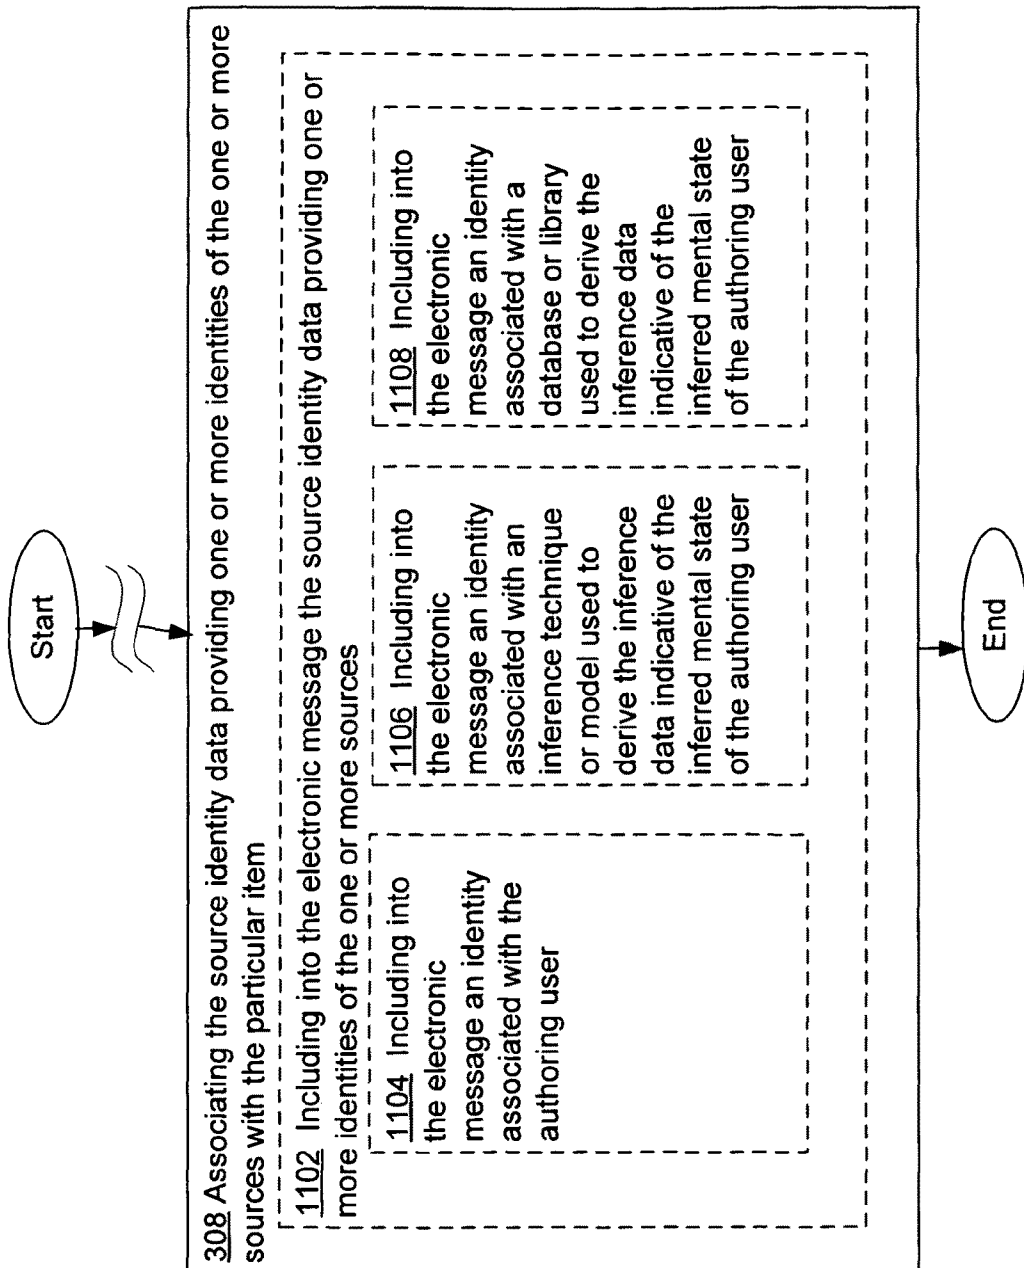 Start
308 Associating the source identity data providing one or more identities of the one or more
sources with the particular item
1102 Including into the electronic message the source identity data providing one or
more identities of the one or more sources
1104 Including into
the electronic
message an identity
associated with the
authoring user
1106 Including into
the electronic
message an identity
associated with an
inference technique
or model used to
derive the inference
data indicative of the
inferred mental state
of the authoring user
1108 Including into
the electronic
message an identity
associated with a
database or library
used to derive the
inference data
indicative of the
inferred mental state
of the authoring user
End